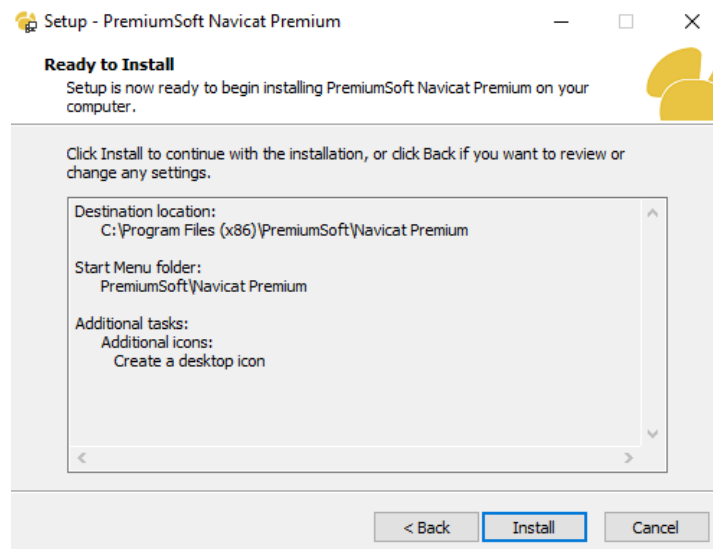 Setup - PremiumSoft Navicat Premium
Ready to Install
Setup is now ready to begin installing PremiumSoft Navicat Premium on your
computer.
Click Install to continue with the installation, or click Back if you want to review or
change any settings.
Destination location:
C:\Program Files (x86)\PremiumSoft\Navicat Premium
Start Menu folder:
PremiumSoft\Navicat Premium
Additional tasks:
Additional icons:
Create a desktop icon
< Back Install Cancel